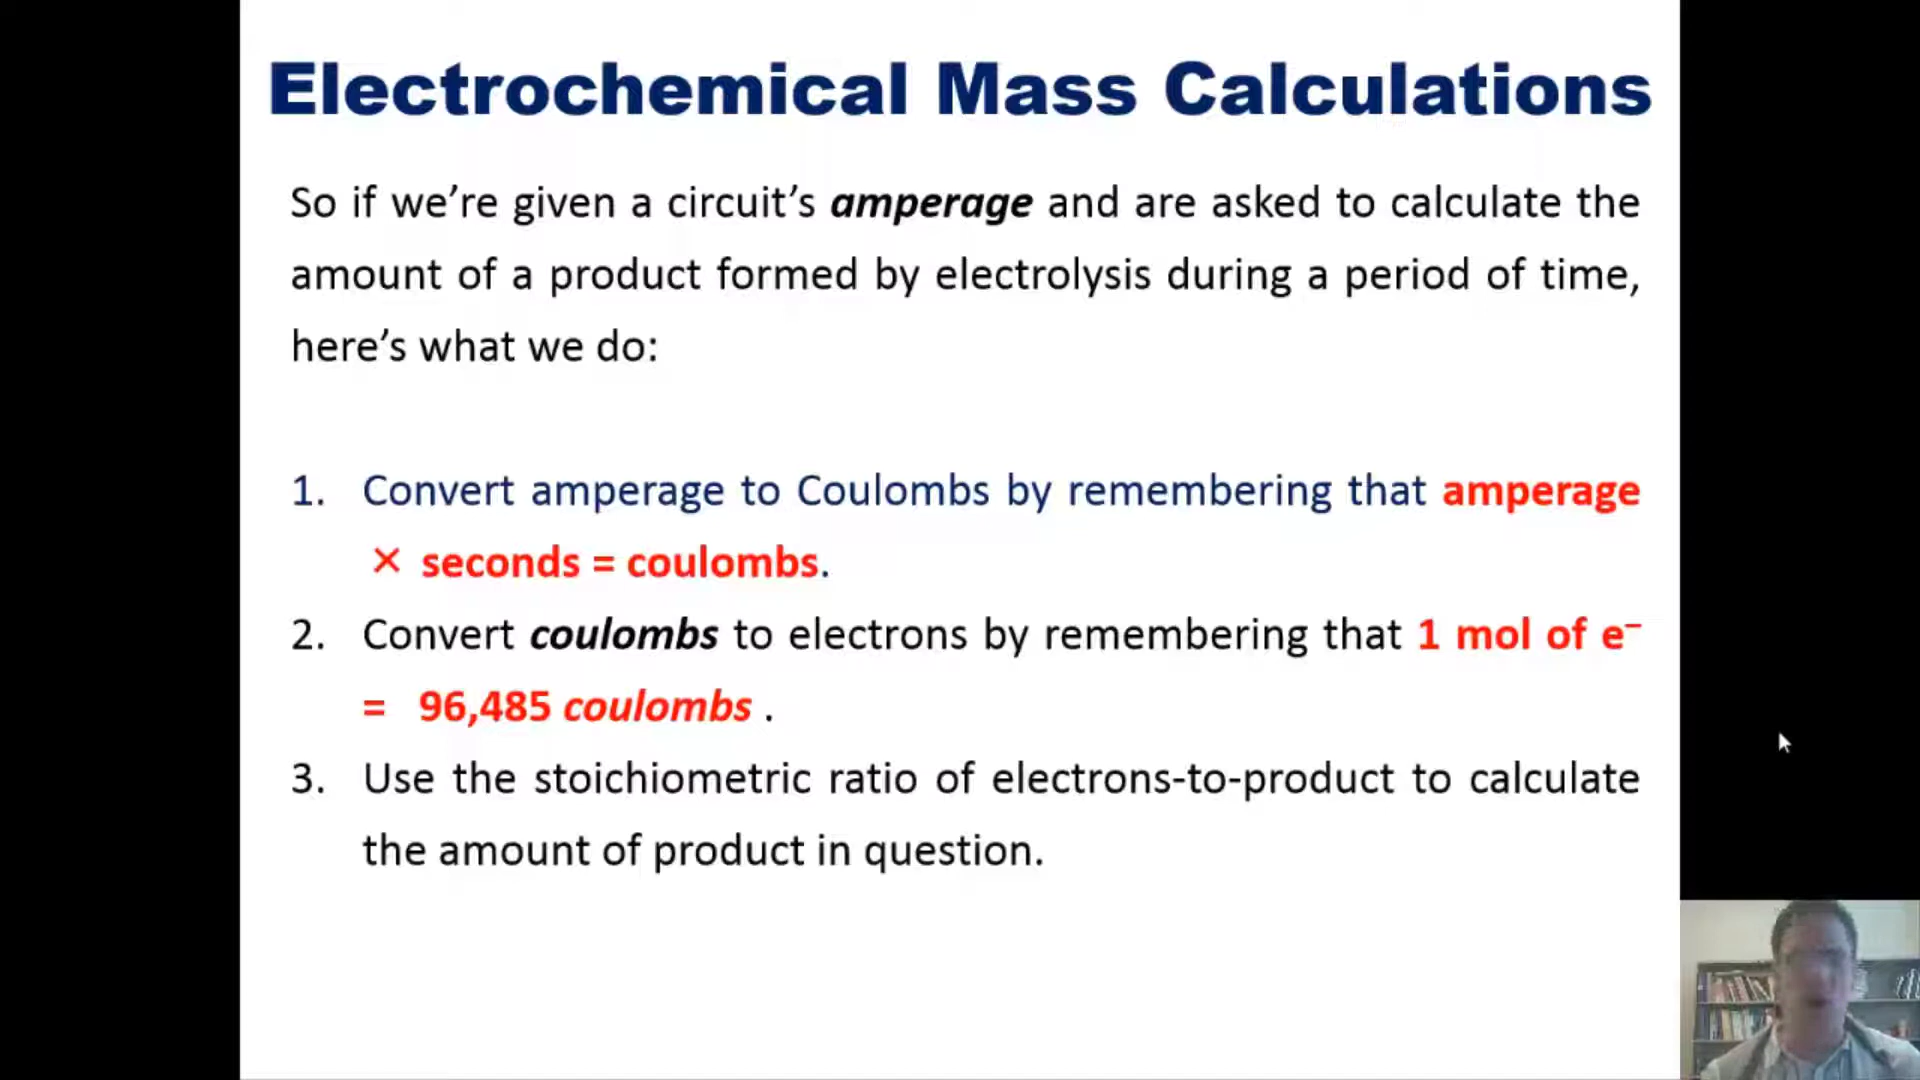 Electrochemical Mass Calculations
So if we’re given a circuit’s amperage and are asked to calculate the
amount of a product formed by electrolysis during a period of time,
here’s what we do:
1. Convert amperage to Coulombs by remembering that amperage
× seconds = coulombs.
2. Convert coulombs to electrons by remembering that 1 mol of e⁻
= 96,485 coulombs .
3. Use the stoichiometric ratio of electrons-to-product to calculate
the amount of product in question.